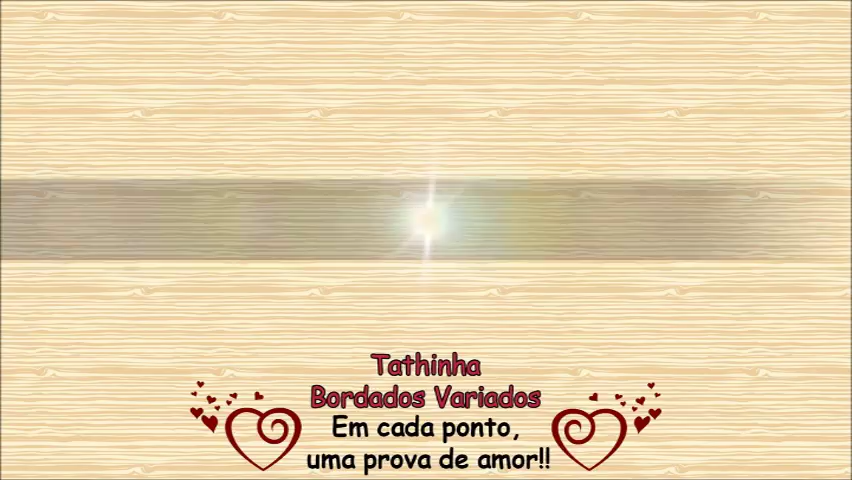 Tathinha
Bordados Variados
Em cada ponto,
uma prova de amor!!